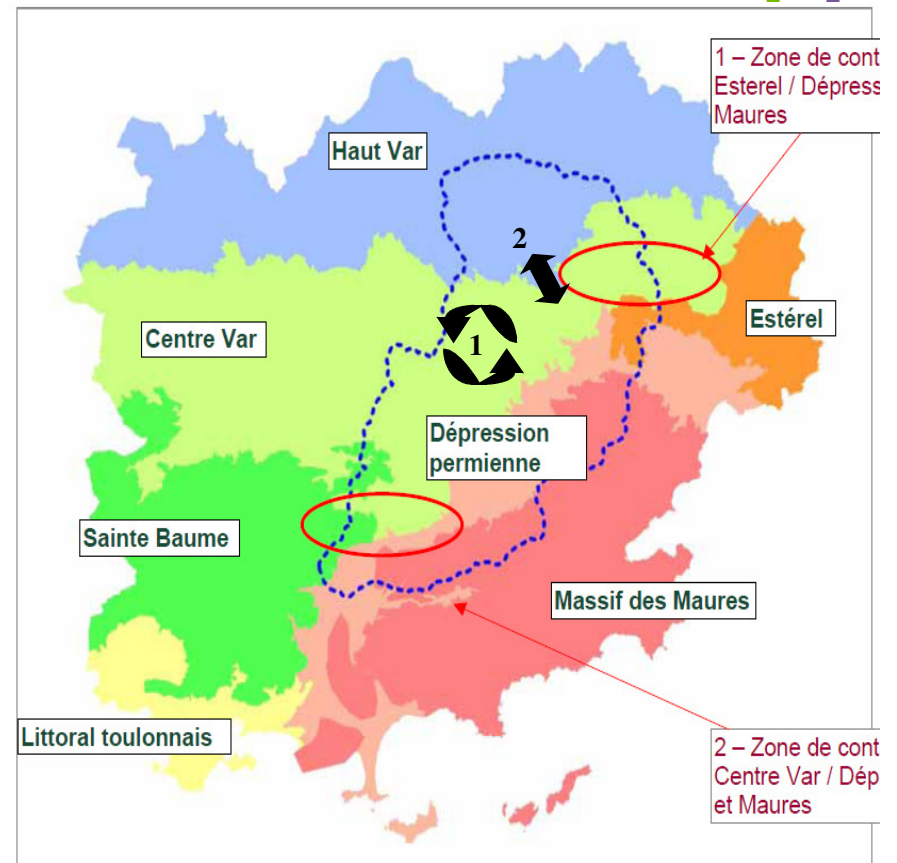 1 – Zone de cont
Esterel / Dépress
Maures
Haut Var
2
Estérel
Centre Var
1
Dépression
permienne
Sainte Baume
Massif des Maures
Littoral toulonnais
2 – Zone de cont
Centre Var / Dép
et Maures